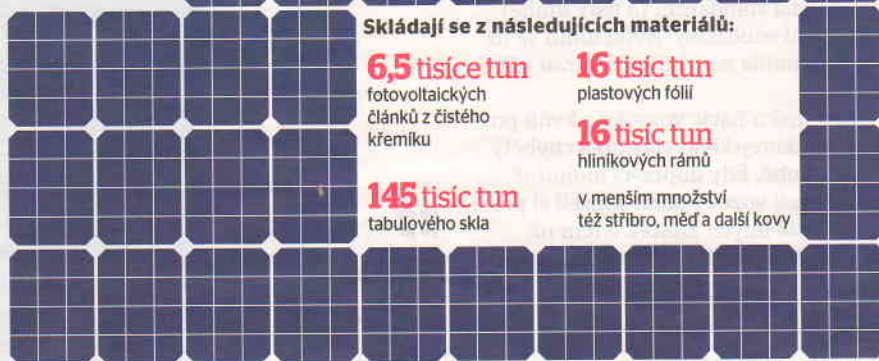 Skládají se z následujících materiálů:
6,5 tisíce tun
fotovoltaických
článků z čistého
křemíku
145 tisíc tun
tabulového skla
16 tisíc tun
plastových fólií
16 tisíc tun
hliníkových rámů
v menším množství
též stříbro, měď a další kovy